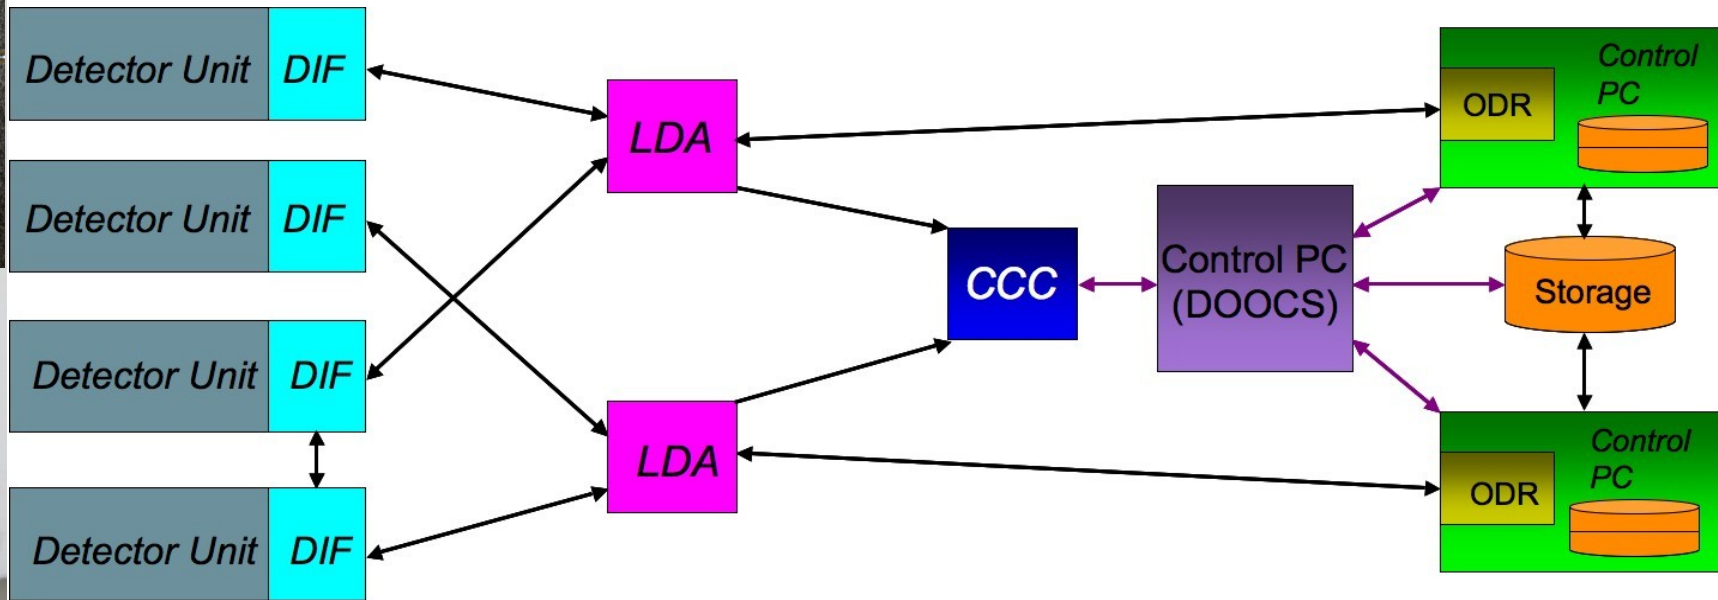 Detector Unit DIF
Detector Unit DIF
Detector Unit DIF
Detector Unit DIF
LDA
LDA
CCC
Control PC
(DOOCS)
Control
PC
ODR
Storage
Control
PC
ODR